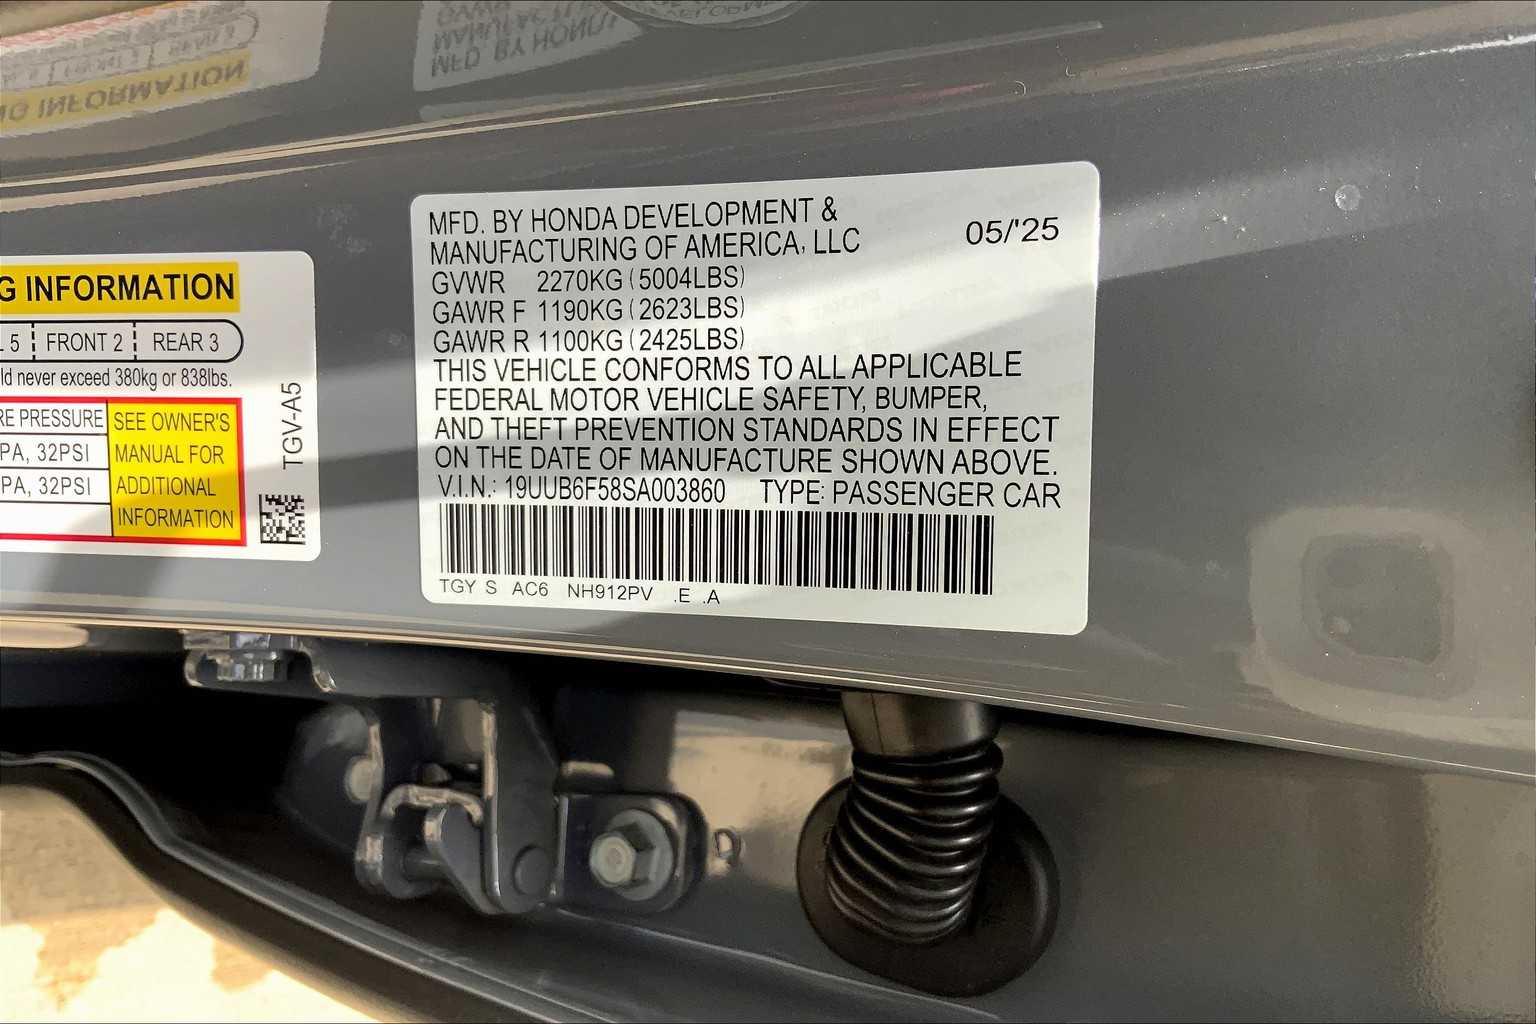 G INFORMATION
L 5 FRONT 2 REAR 3
ld never exceed 380kg or 838lbs.
RE PRESSURE
PA, 32PSI
PA, 32PSI
SEE OWNER'S
MANUAL FOR
ADDITIONAL
INFORMATION
TGV-A5
MFD. BY HONDA DEVELOPMENT &
MANUFACTURING OF AMERICA, LLC
05/'25
GVWR 2270KG (5004LBS)
GAWR F 1190KG (2623LBS)
GAWR R 1100KG (2425LBS)
THIS VEHICLE CONFORMS TO ALL APPLICABLE
FEDERAL MOTOR VEHICLE SAFETY, BUMPER,
AND THEFT PREVENTION STANDARDS IN EFFECT
ON THE DATE OF MANUFACTURE SHOWN ABOVE.
V.I.N.: 19UUB6F58SA003860 TYPE: PASSENGER CAR
TGY S AC6 NH912PV .E .A